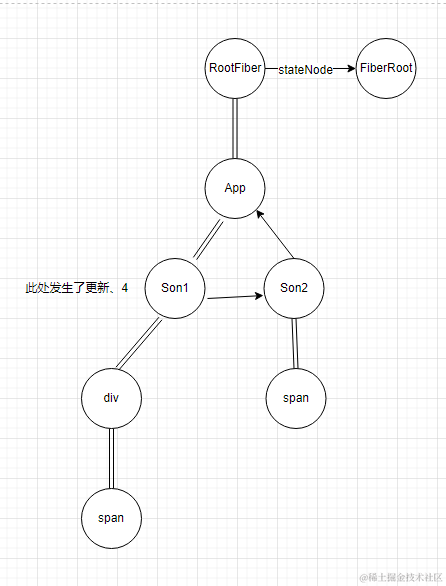 RootFiber
stateNode
FiberRoot
App
此处发生了更新、4
Son1
Son2
div
span
span
@稀土掘金技术社区